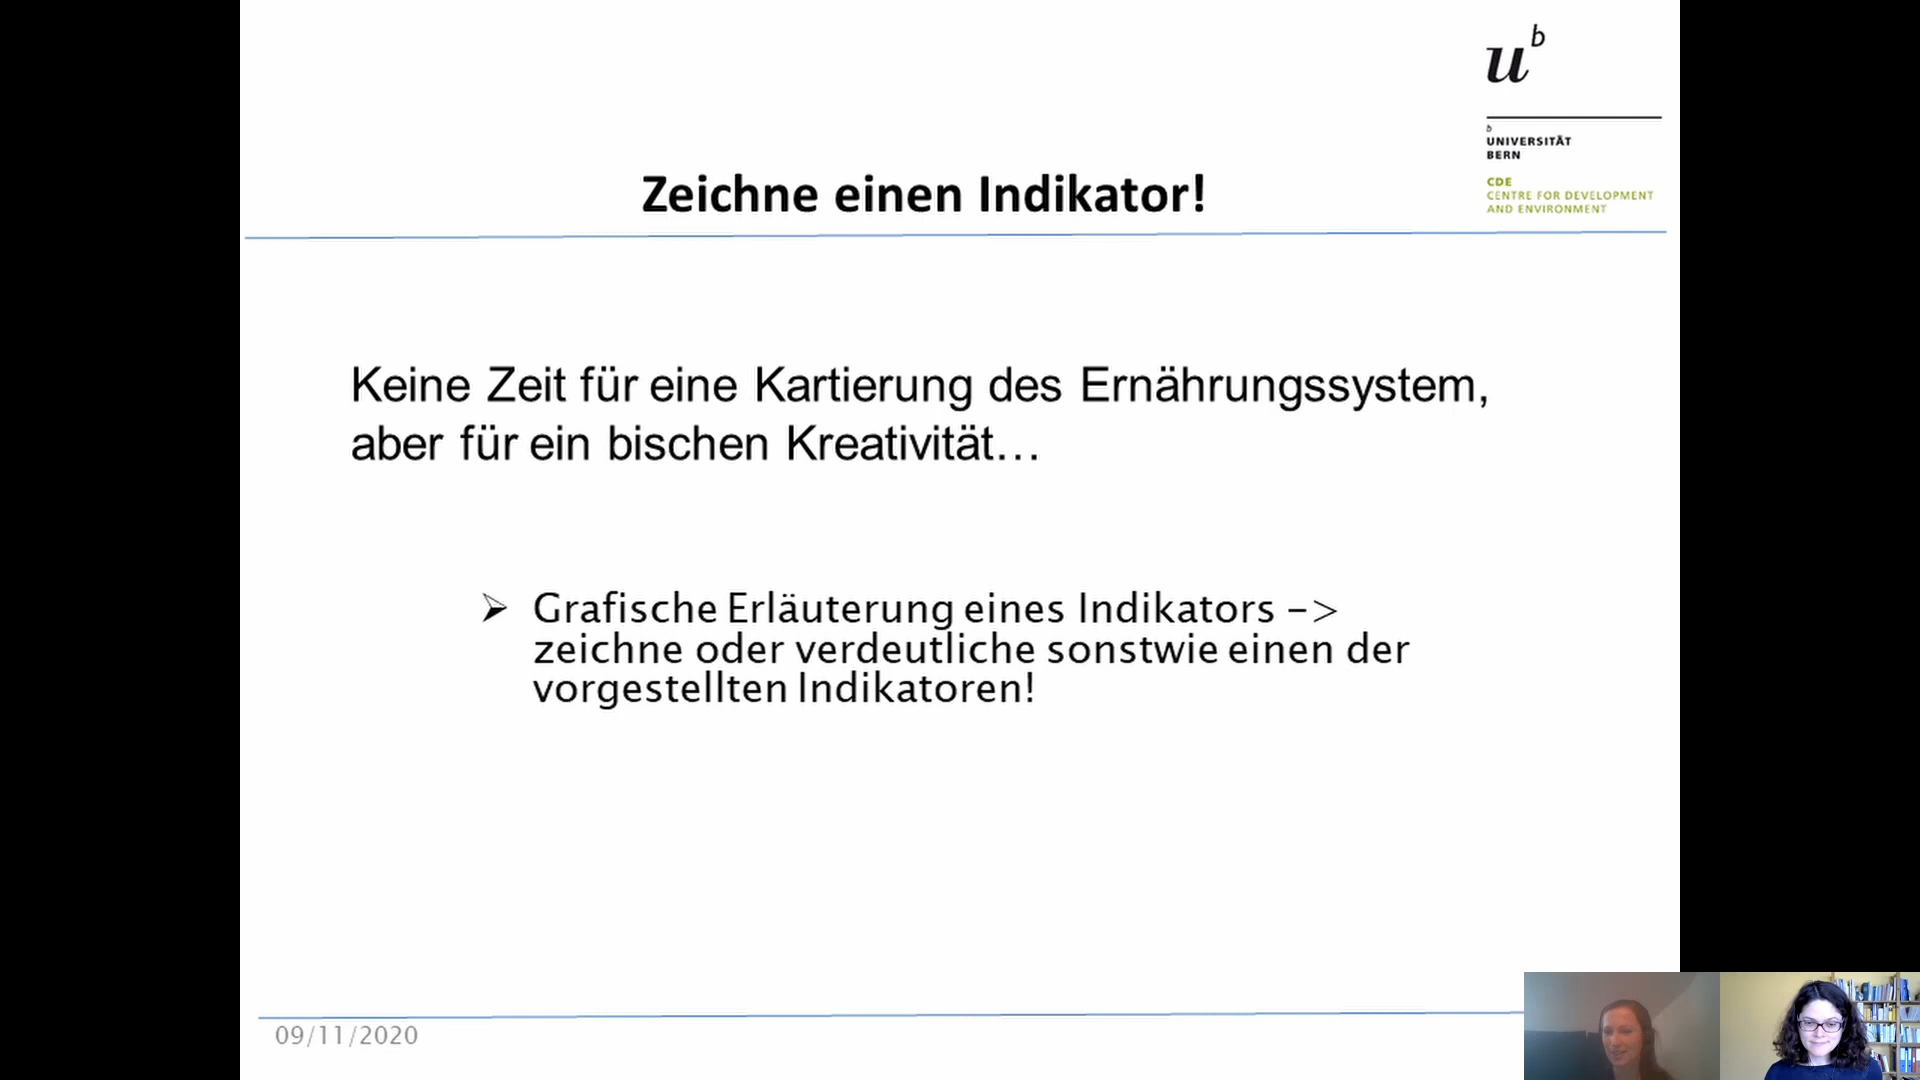 u^b
b
UNIVERSITÄT
BERN
CDE
CENTRE FOR DEVELOPMENT
AND ENVIRONMENT
Zeichne einen Indikator!
Keine Zeit für eine Kartierung des Ernährungssystem,
aber für ein bischen Kreativität…
➢ Grafische Erläuterung eines Indikators ->
zeichne oder verdeutliche sonstwie einen der
vorgestellten Indikatoren!
09/11/2020